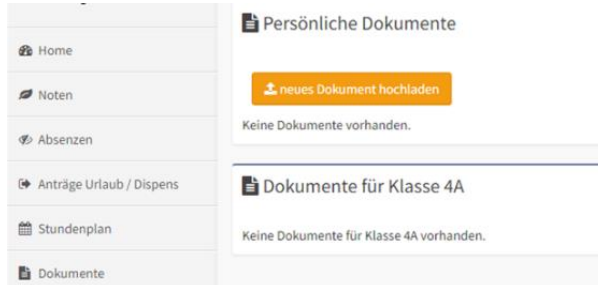 Home
Noten
Absenzen
Anträge Urlaub / Dispens
Stundenplan
Dokumente
Persönliche Dokumente
neues Dokument hochladen
Keine Dokumente vorhanden.
Dokumente für Klasse 4A
Keine Dokumente für Klasse 4A vorhanden.